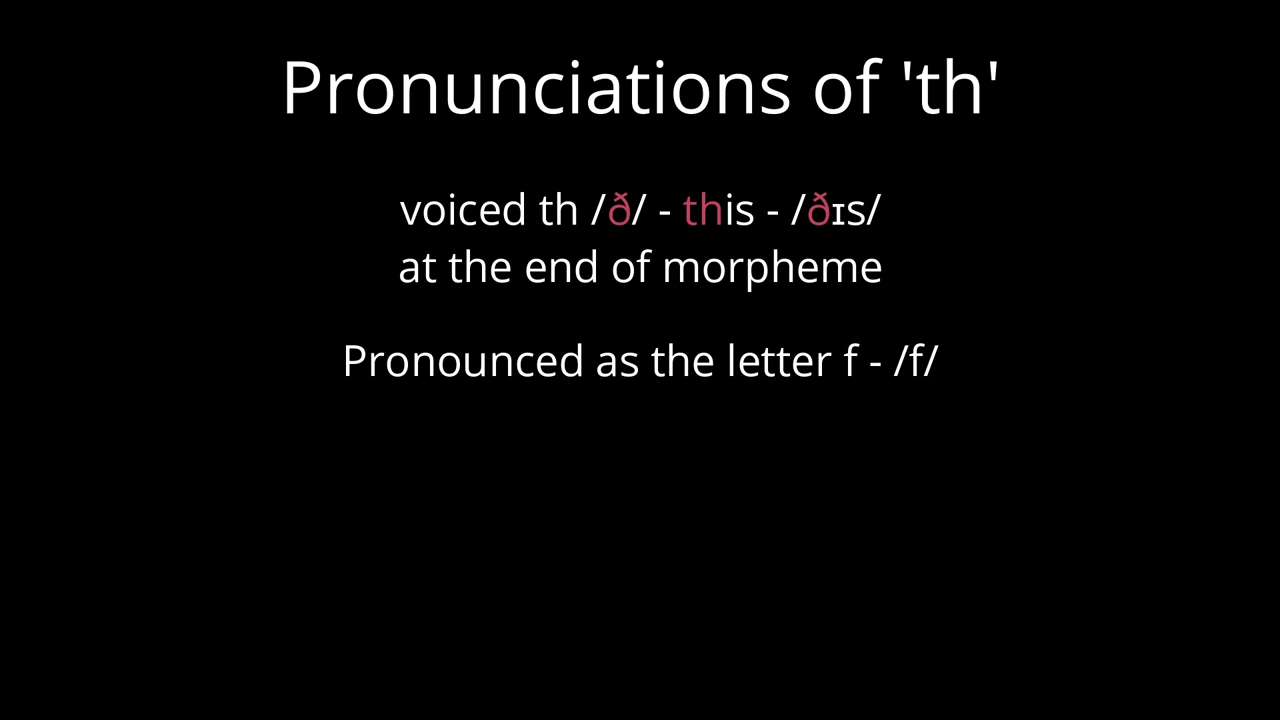 Pronunciations of 'th'
voiced th /ð/ - this - /ðɪs/
at the end of morpheme
Pronounced as the letter f - /f/